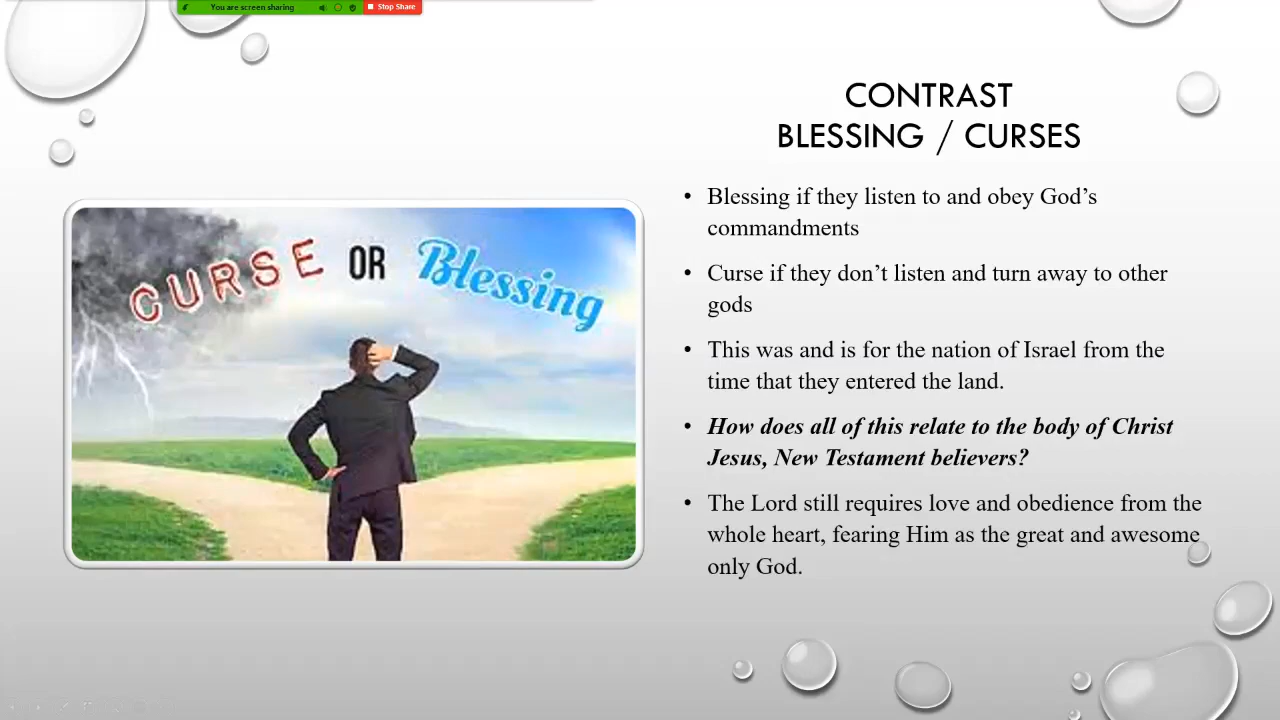 You are screen sharing
Stop Share
CONTRAST
BLESSING / CURSES
CURSE OR Blessing
• Blessing if they listen to and obey God’s
commandments
• Curse if they don’t listen and turn away to other
gods
• This was and is for the nation of Israel from the
time that they entered the land.
• How does all of this relate to the body of Christ
Jesus, New Testament believers?
• The Lord still requires love and obedience from the
whole heart, fearing Him as the great and awesome
only God.